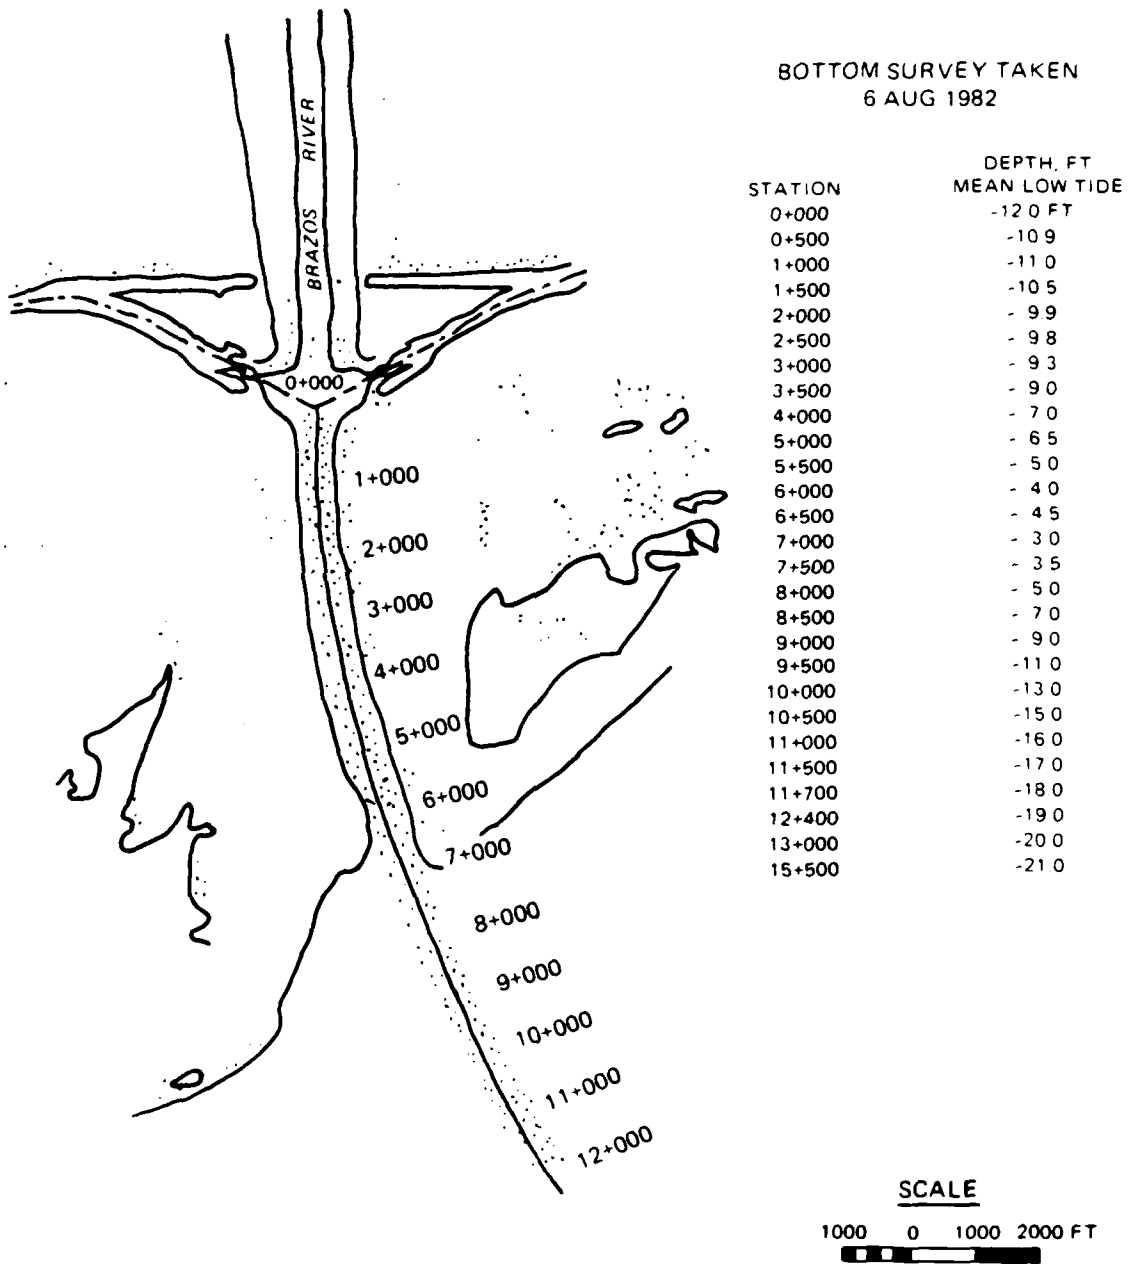 BOTTOM SURVEY TAKEN
6 AUG 1982
DEPTH, FT
STATION MEAN LOW TIDE
0+000 -12 0 FT
0+500 -10 9
1+000 -11 0
1+500 -10 5
2+000 - 9 9
2+500 - 9 8
3+000 - 9 3
3+500 - 9 0
4+000 - 7 0
5+000 - 6 5
5+500 - 5 0
6+000 - 4 0
6+500 - 4 5
7+000 - 3 0
7+500 - 3 5
8+000 - 5 0
8+500 - 7 0
9+000 - 9 0
9+500 -11 0
10+000 -13 0
10+500 -15 0
11+000 -16 0
11+500 -17 0
11+700 -18 0
12+400 -19 0
13+000 -20 0
15+500 -21 0
BRAZOS RIVER
0+000
1+000
2+000
3+000
4+000
5+000
6+000
7+000
8+000
9+000
10+000
11+000
12+000
SCALE
1000 0 1000 2000 FT